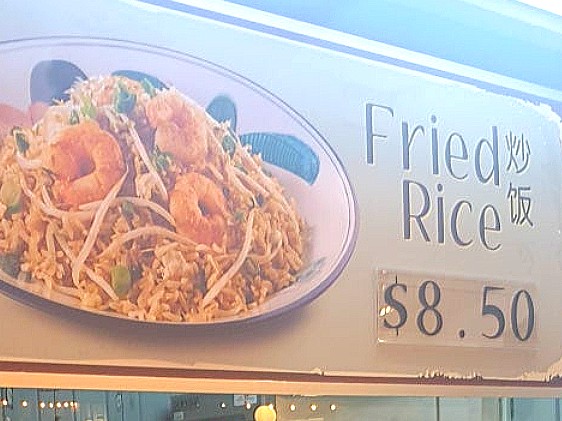 Fried
Rice
炒饭
$8.50